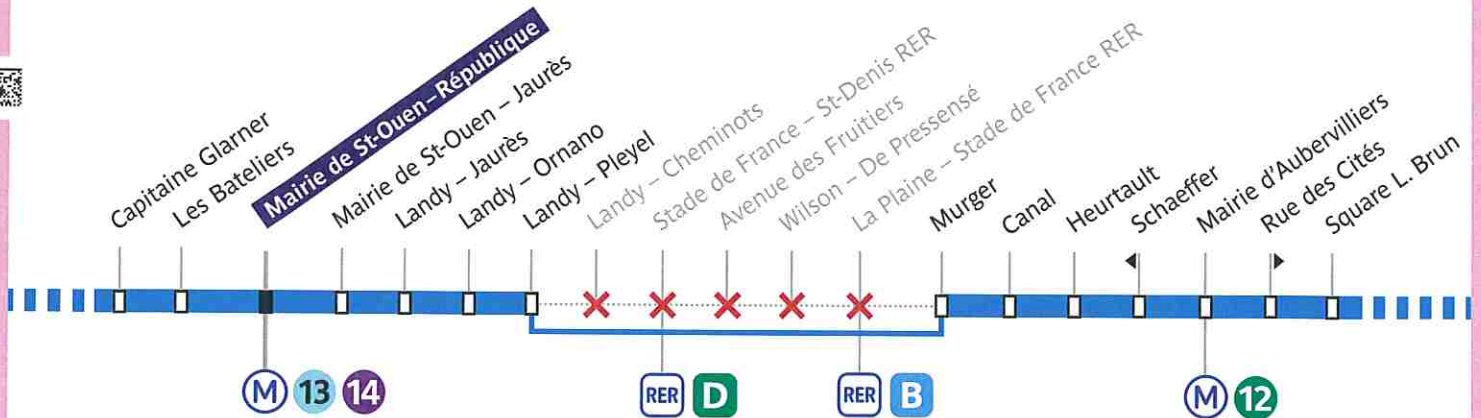 Capitaine Glarner
Les Bateliers
Mairie de St-Ouen–République
Mairie de St-Ouen – Jaurès
Landy – Jaurès
Landy – Ornano
Landy – Pleyel
Landy – Cheminots
Stade de France – St-Denis RER
Avenue des Fruitiers
Wilson – De Pressensé
La Plaine – Stade de France RER
Murger
Canal
Heurtault
Schaeffer
Mairie d'Aubervilliers
Rue des Cités
Square L. Brun
M 13 14
RER D
RER B
M 12